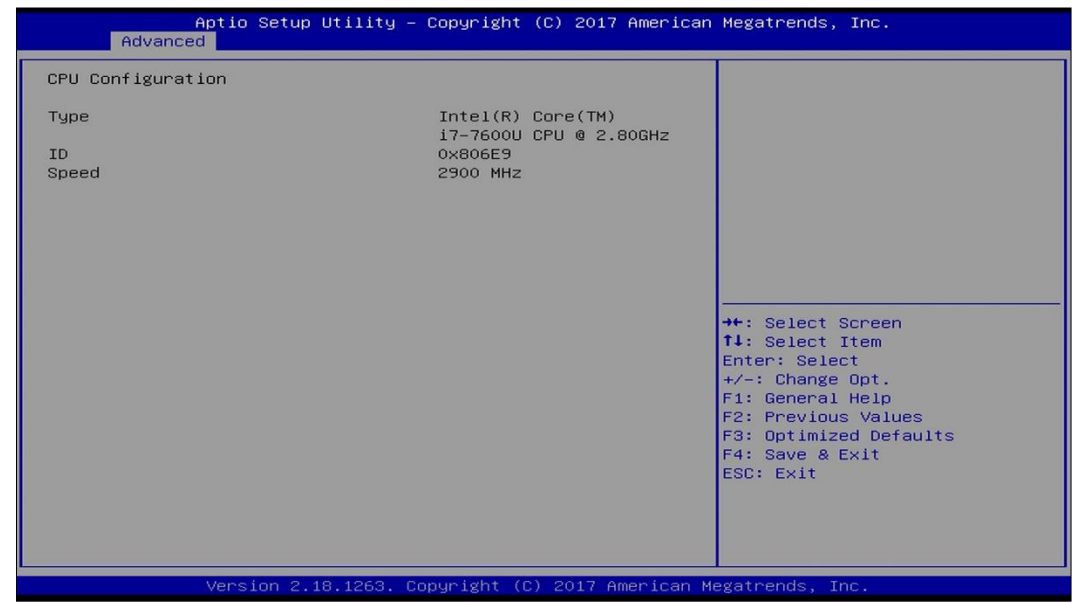 Aptio Setup Utility – Copyright (C) 2017 American Megatrends, Inc.
Advanced
CPU Configuration
Type Intel(R) Core(TM)
i7-7600U CPU @ 2.80GHz
ID 0x806E9
Speed 2900 MHz
→←: Select Screen
↑↓: Select Item
Enter: Select
+/-: Change Opt.
F1: General Help
F2: Previous Values
F3: Optimized Defaults
F4: Save & Exit
ESC: Exit
Version 2.18.1263. Copyright (C) 2017 American Megatrends, Inc.